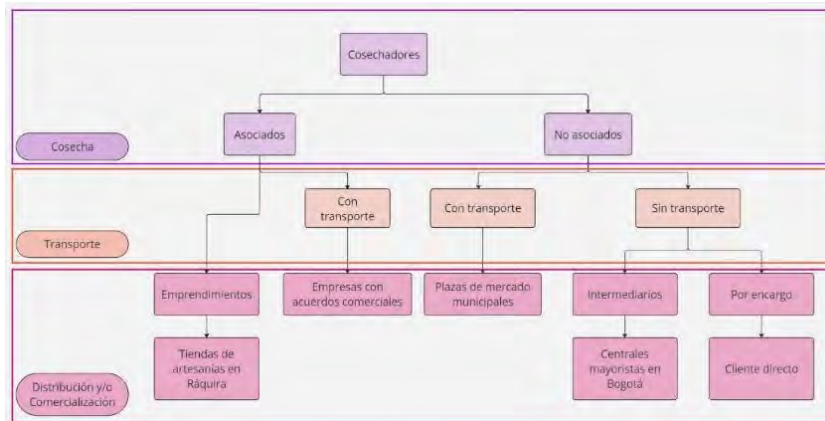 Cosechadores
Asociados
No asociados
Cosecha
Con
transporte
Con transporte
Sin transporte
Transporte
Emprendimientos
Empresas con
acuerdos comerciales
Plazas de mercado
municipales
Intermediarios
Por encargo
Tiendas de
artesanías en
Ráquira
Centrales
mayoristas en
Bogotá
Cliente directo
Distribución y/o
Comercialización